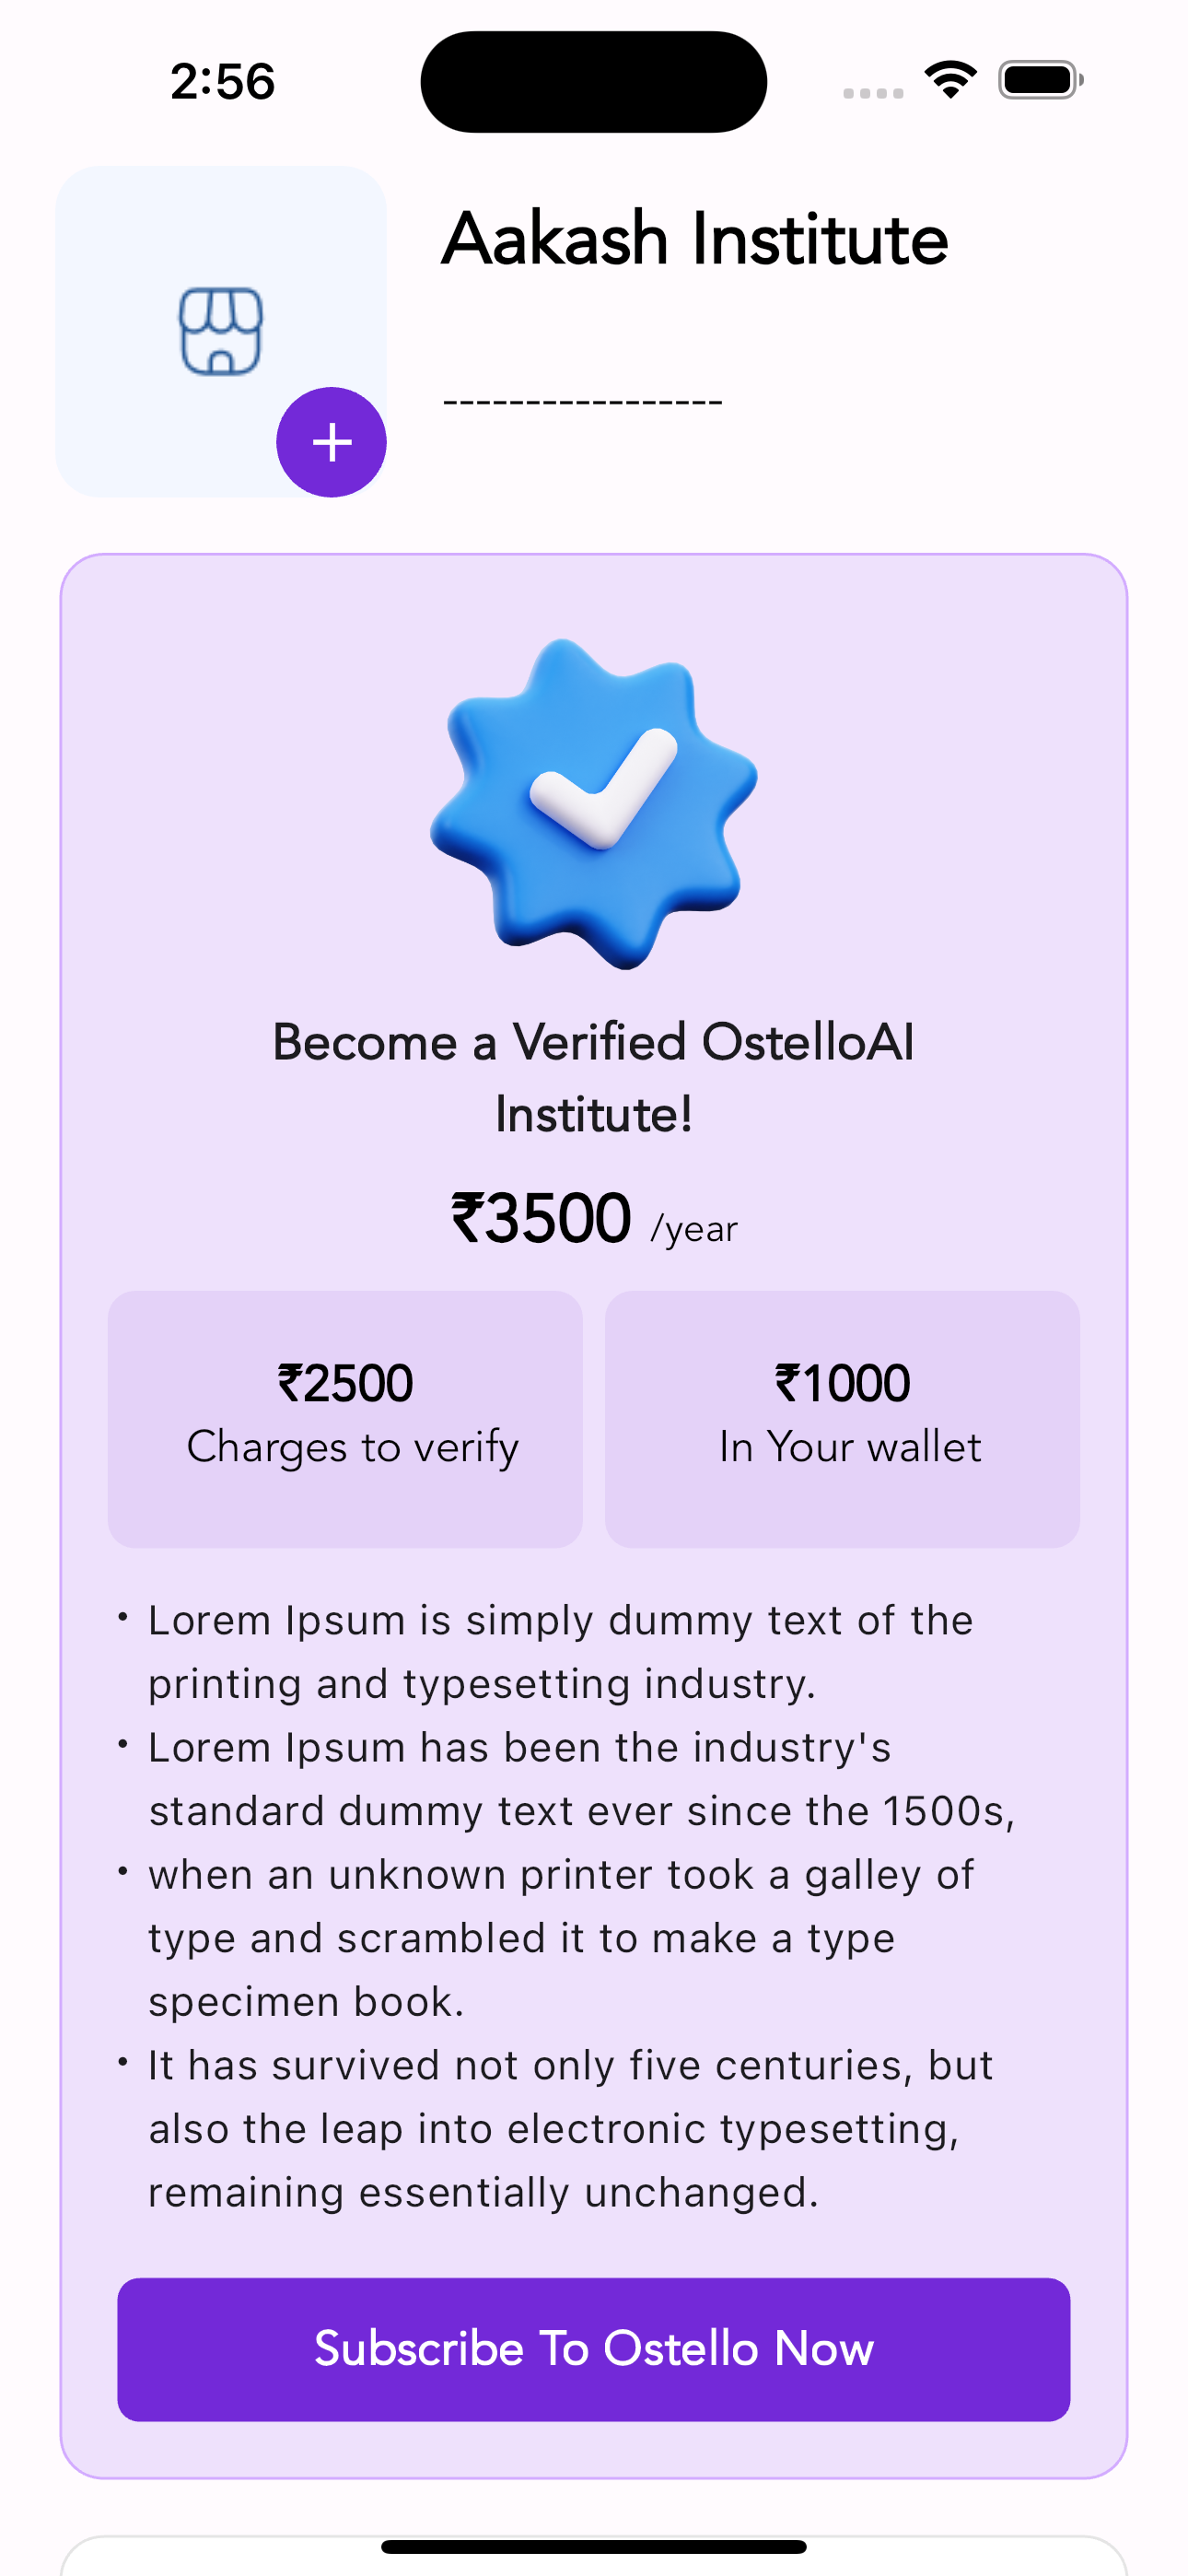 2:56
Aakash Institute
-----------------
Become a Verified OstelloAI
Institute!
₹3500 /year
₹2500
Charges to verify
₹1000
In Your wallet
• Lorem Ipsum is simply dummy text of the
printing and typesetting industry.
• Lorem Ipsum has been the industry's
standard dummy text ever since the 1500s,
• when an unknown printer took a galley of
type and scrambled it to make a type
specimen book.
• It has survived not only five centuries, but
also the leap into electronic typesetting,
remaining essentially unchanged.
Subscribe To Ostello Now